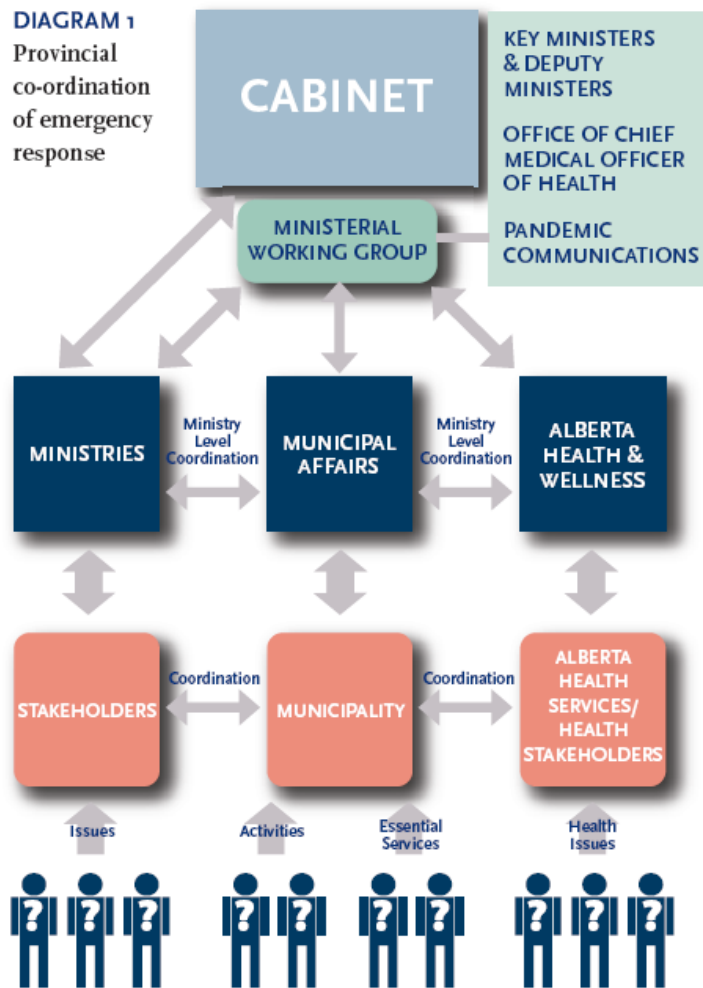 DIAGRAM 1
Provincial
co-ordination
of emergency
response
CABINET
KEY MINISTERS
& DEPUTY
MINISTERS
OFFICE OF CHIEF
MEDICAL OFFICER
OF HEALTH
PANDEMIC
COMMUNICATIONS
MINISTERIAL
WORKING GROUP
MINISTRIES
Ministry
Level
Coordination
MUNICIPAL
AFFAIRS
Ministry
Level
Coordination
ALBERTA
HEALTH &
WELLNESS
STAKEHOLDERS
Coordination
MUNICIPALITY
Coordination
ALBERTA
HEALTH
SERVICES/
HEALTH
STAKEHOLDERS
Issues
Activities
Essential
Services
Health
Issues
? ? ? ? ? ? ? ? ? ?